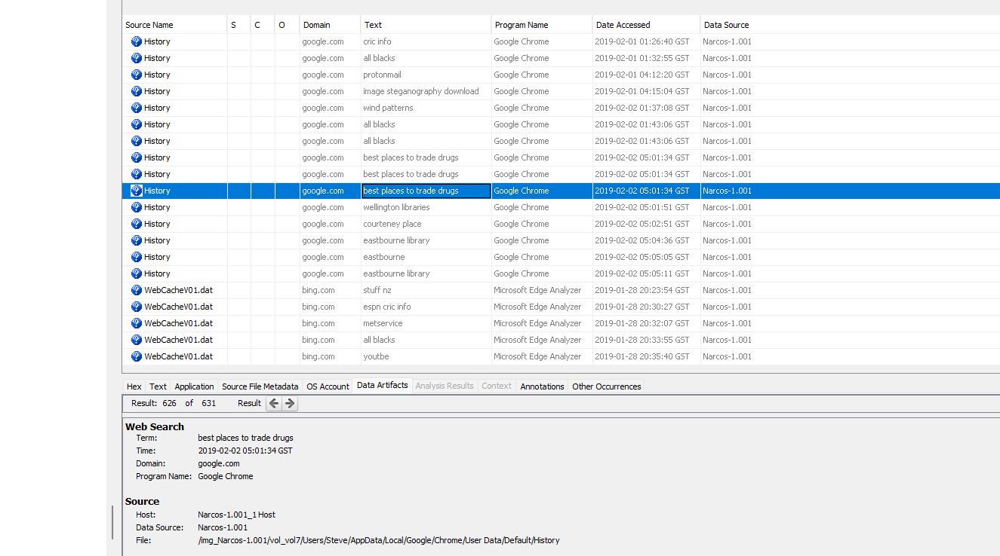 Source Name S C O Domain Text Program Name Date Accessed Data Source
History google.com cric info Google Chrome 2019-02-01 01:26:40 GST Narcos-1.001
History google.com all blacks Google Chrome 2019-02-01 01:32:55 GST Narcos-1.001
History google.com protonmail Google Chrome 2019-02-01 04:12:20 GST Narcos-1.001
History google.com image steganography download Google Chrome 2019-02-01 04:15:04 GST Narcos-1.001
History google.com wind patterns Google Chrome 2019-02-02 01:37:08 GST Narcos-1.001
History google.com all blacks Google Chrome 2019-02-02 01:43:06 GST Narcos-1.001
History google.com all blacks Google Chrome 2019-02-02 01:43:06 GST Narcos-1.001
History google.com best places to trade drugs Google Chrome 2019-02-02 05:01:34 GST Narcos-1.001
History google.com best places to trade drugs Google Chrome 2019-02-02 05:01:34 GST Narcos-1.001
History google.com best places to trade drugs Google Chrome 2019-02-02 05:01:34 GST Narcos-1.001
History google.com wellington libraries Google Chrome 2019-02-02 05:01:51 GST Narcos-1.001
History google.com courteney place Google Chrome 2019-02-02 05:02:51 GST Narcos-1.001
History google.com eastbourne library Google Chrome 2019-02-02 05:04:36 GST Narcos-1.001
History google.com eastbourne Google Chrome 2019-02-02 05:05:05 GST Narcos-1.001
History google.com eastbourne library Google Chrome 2019-02-02 05:05:11 GST Narcos-1.001
WebCacheV01.dat bing.com stuff nz Microsoft Edge Analyzer 2019-01-28 20:23:54 GST Narcos-1.001
WebCacheV01.dat bing.com espn cric info Microsoft Edge Analyzer 2019-01-28 20:30:27 GST Narcos-1.001
WebCacheV01.dat bing.com metservice Microsoft Edge Analyzer 2019-01-28 20:32:07 GST Narcos-1.001
WebCacheV01.dat bing.com all blacks Microsoft Edge Analyzer 2019-01-28 20:33:55 GST Narcos-1.001
WebCacheV01.dat bing.com youtbe Microsoft Edge Analyzer 2019-01-28 20:35:40 GST Narcos-1.001
Hex Text Application Source File Metadata OS Account Data Artifacts Analysis Results Context Annotations Other Occurrences
Result: 626 of 631 Result
Web Search
Term: best places to trade drugs
Time: 2019-02-02 05:01:34 GST
Domain: google.com
Program Name: Google Chrome
Source
Host: Narcos-1.001_1 Host
Data Source: Narcos-1.001
File: /img_Narcos-1.001/vol_vol7/Users/Steve/AppData/Local/Google/Chrome/User Data/Default/History